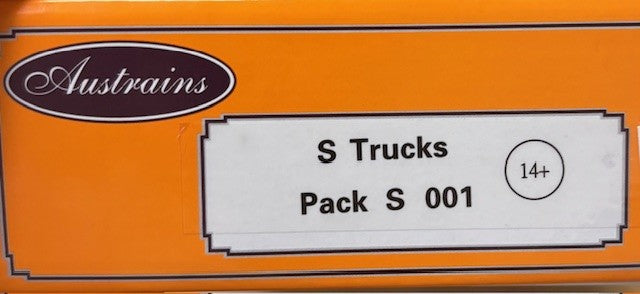 Austrains
S Trucks
Pack S 001
14+